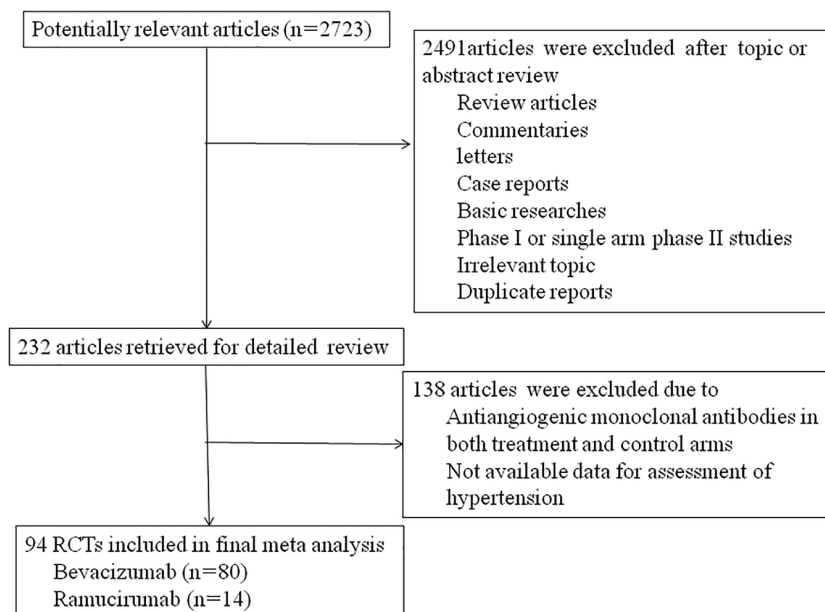 Potentially relevant articles (n=2723)
2491articles were excluded after topic or
abstract review
Review articles
Commentaries
letters
Case reports
Basic researches
Phase I or single arm phase II studies
Irrelevant topic
Duplicate reports
232 articles retrieved for detailed review
138 articles were excluded due to
Antiangiogenic monoclonal antibodies in
both treatment and control arms
Not available data for assessment of
hypertension
94 RCTs included in final meta analysis
Bevacizumab (n=80)
Ramucirumab (n=14)